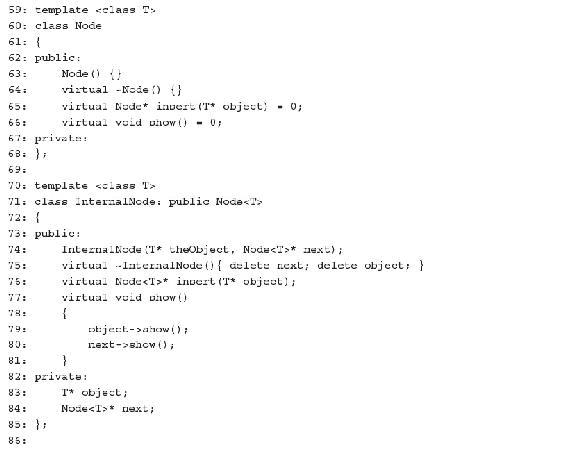 59: template <class T>
60: class Node
61: {
62: public:
63:     Node() {}
64:     virtual ~Node() {}
65:     virtual Node* insert(T* object) = 0;
66:     virtual void show() = 0;
67: private:
68: };
69:
70: template <class T>
71: class InternalNode: public Node<T>
72: {
73: public:
74:     InternalNode(T* theObject, Node<T>* next);
75:     virtual ~InternalNode(){ delete next; delete object; }
76:     virtual Node<T>* insert(T* object);
77:     virtual void show()
78:     {
79:         object->show();
80:         next->show();
81:     }
82: private:
83:     T* object;
84:     Node<T>* next;
85: };
86: